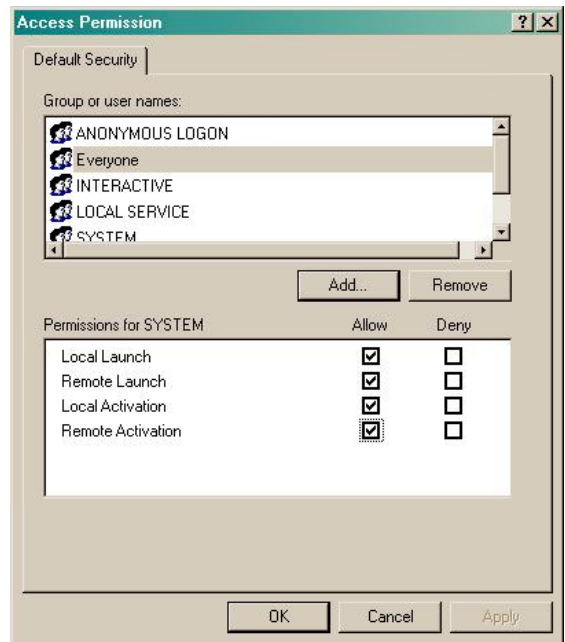 Access Permission
Default Security
Group or user names:
ANONYMOUS LOGON
Everyone
INTERACTIVE
LOCAL SERVICE
SYSTEM
Add... Remove
Permissions for SYSTEM Allow Deny
Local Launch
Remote Launch
Local Activation
Remote Activation
OK Cancel Apply